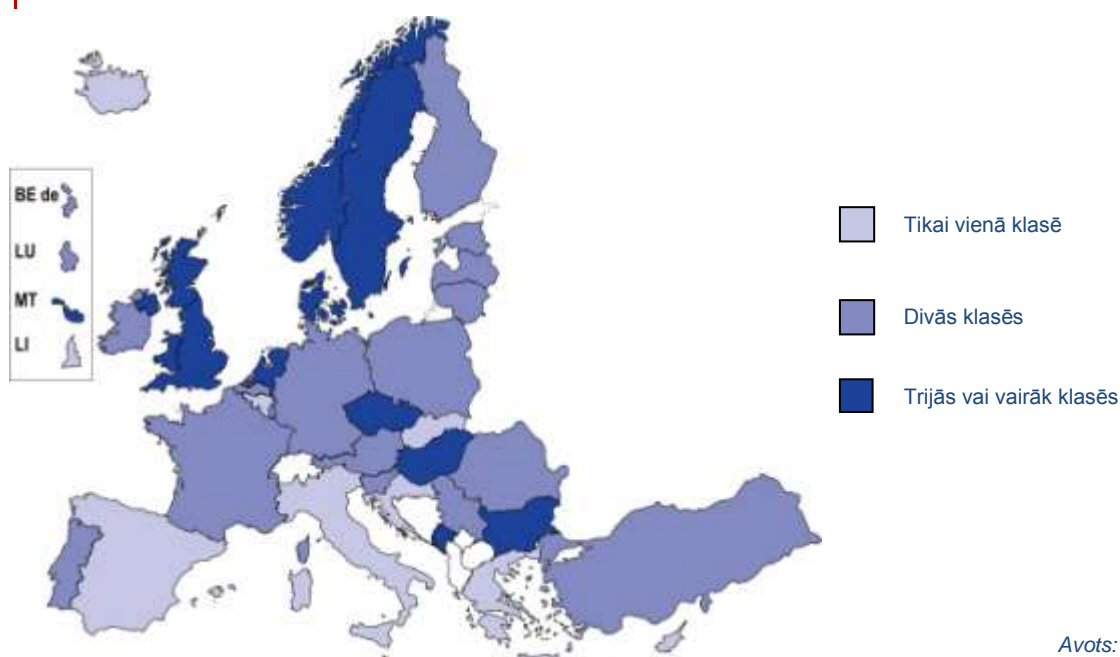 BE de
LU
MT
LI
Tikai vienā klasē
Divās klasēs
Trijās vai vairāk klasēs
Avots: